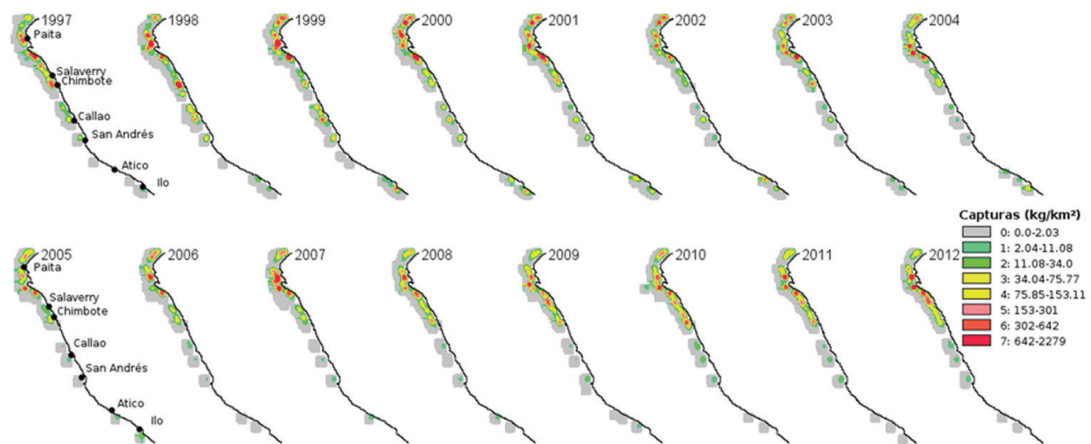 1997
1998
1999
2000
2001
2002
2003
2004
Paita
Salaverry
Chimbote
Callao
San Andrés
Atico
Ilo
2005
2006
2007
2008
2009
2010
2011
2012
Paita
Salaverry
Chimbote
Callao
San Andrés
Atico
Ilo
Capturas (kg/km²)
0: 0.0-2.03
1: 2.04-11.08
2: 11.08-34.0
3: 34.04-75.77
4: 75.85-153.11
5: 153-301
6: 302-642
7: 642-2279